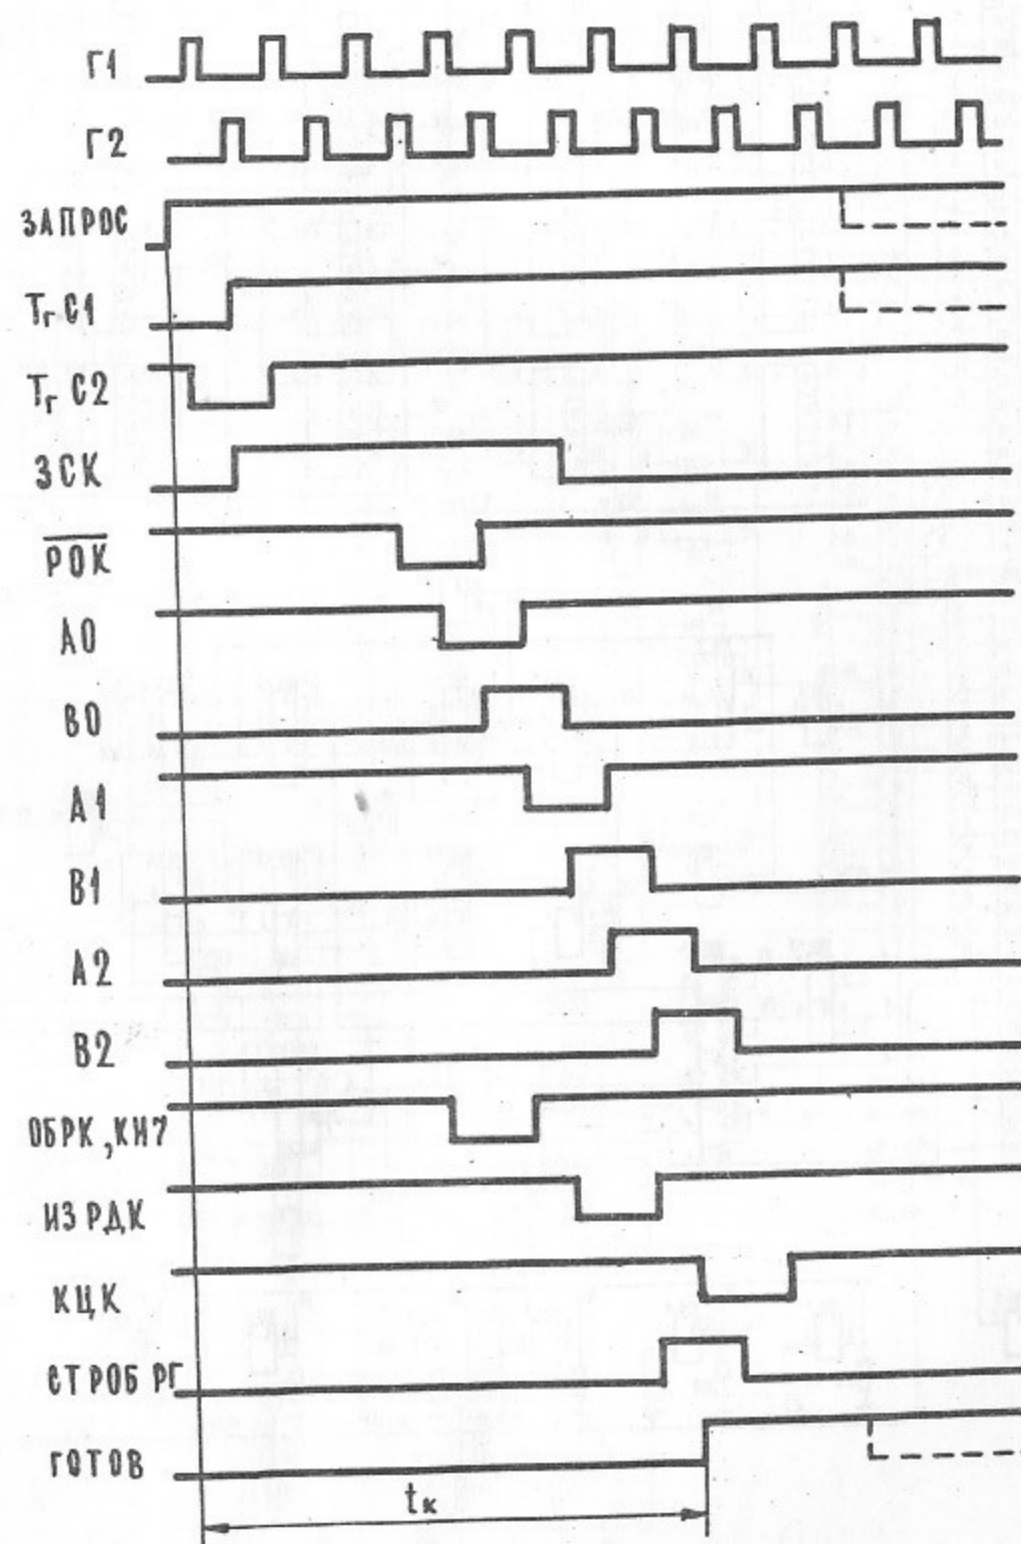 Г1
Г2
ЗАПРОС
Тг С1
Тг С2
ЗСК
РОК
А0
В0
А1
В1
А2
В2
ОБРК, КН7
ИЗ РДК
КЦК
СТРОБ РГ
ГОТОВ
tк